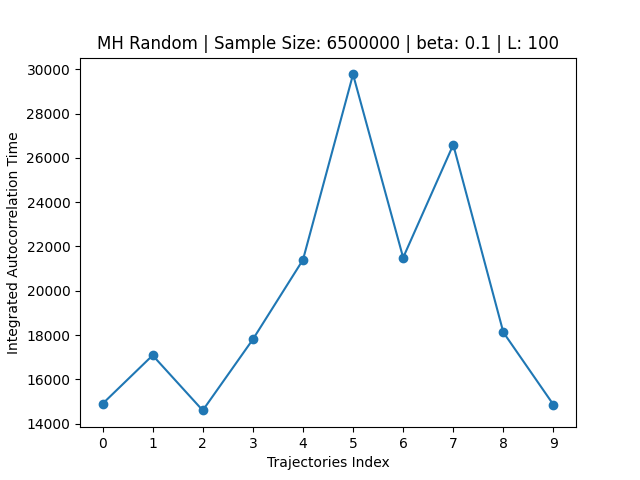 MH Random | Sample Size: 6500000 | beta: 0.1 | L: 100
Integrated Autocorrelation Time
30000
28000
26000
24000
22000
20000
18000
16000
14000
0 1 2 3 4 5 6 7 8 9
Trajectories Index